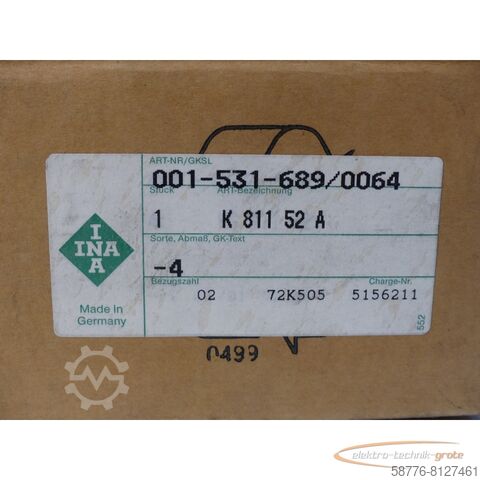 ART-NR/GKSL
001-531-689/0064
Stück ART-Bezeichnung
1 K 811 52 A
Sorte, Abmaß, GK-Text
-4
Bezugszahl Charge-Nr.
02 72K505 5156211
INA
INA
Made in
Germany
552
0499
elektro-technik-grote
58776-8127461